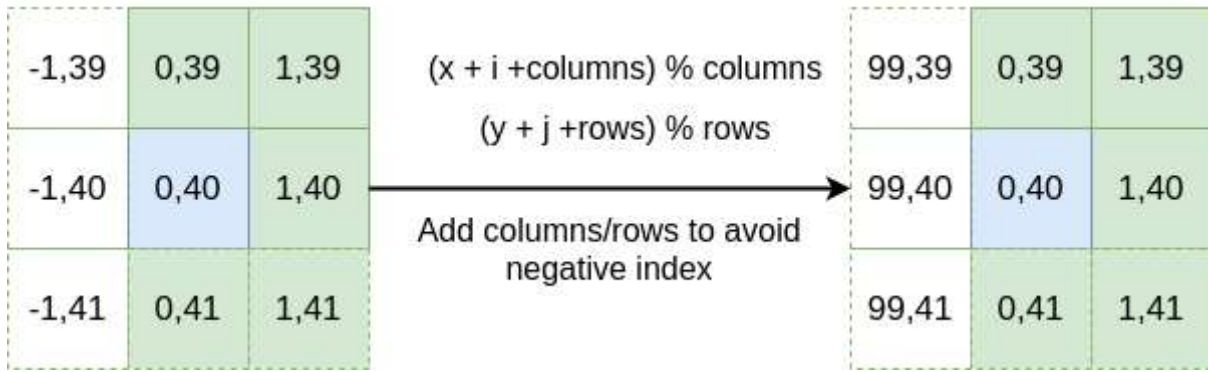 -1,39 0,39 1,39 (x + i +columns) % columns 99,39 0,39 1,39
(y + j +rows) % rows
-1,40 0,40 1,40 99,40 0,40 1,40
Add columns/rows to avoid
negative index
-1,41 0,41 1,41 99,41 0,41 1,41